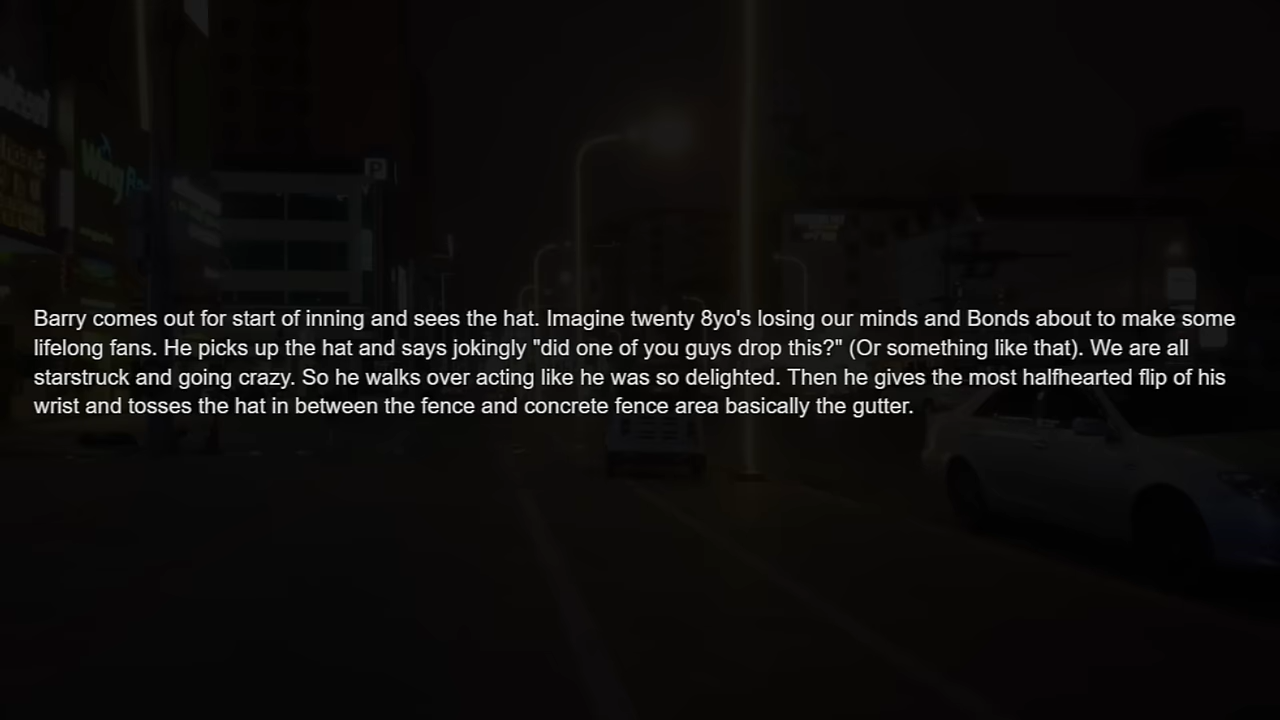 Barry comes out for start of inning and sees the hat. Imagine twenty 8yo's losing our minds and Bonds about to make some
lifelong fans. He picks up the hat and says jokingly "did one of you guys drop this?" (Or something like that). We are all
starstruck and going crazy. So he walks over acting like he was so delighted. Then he gives the most halfhearted flip of his
wrist and tosses the hat in between the fence and concrete fence area basically the gutter.
P